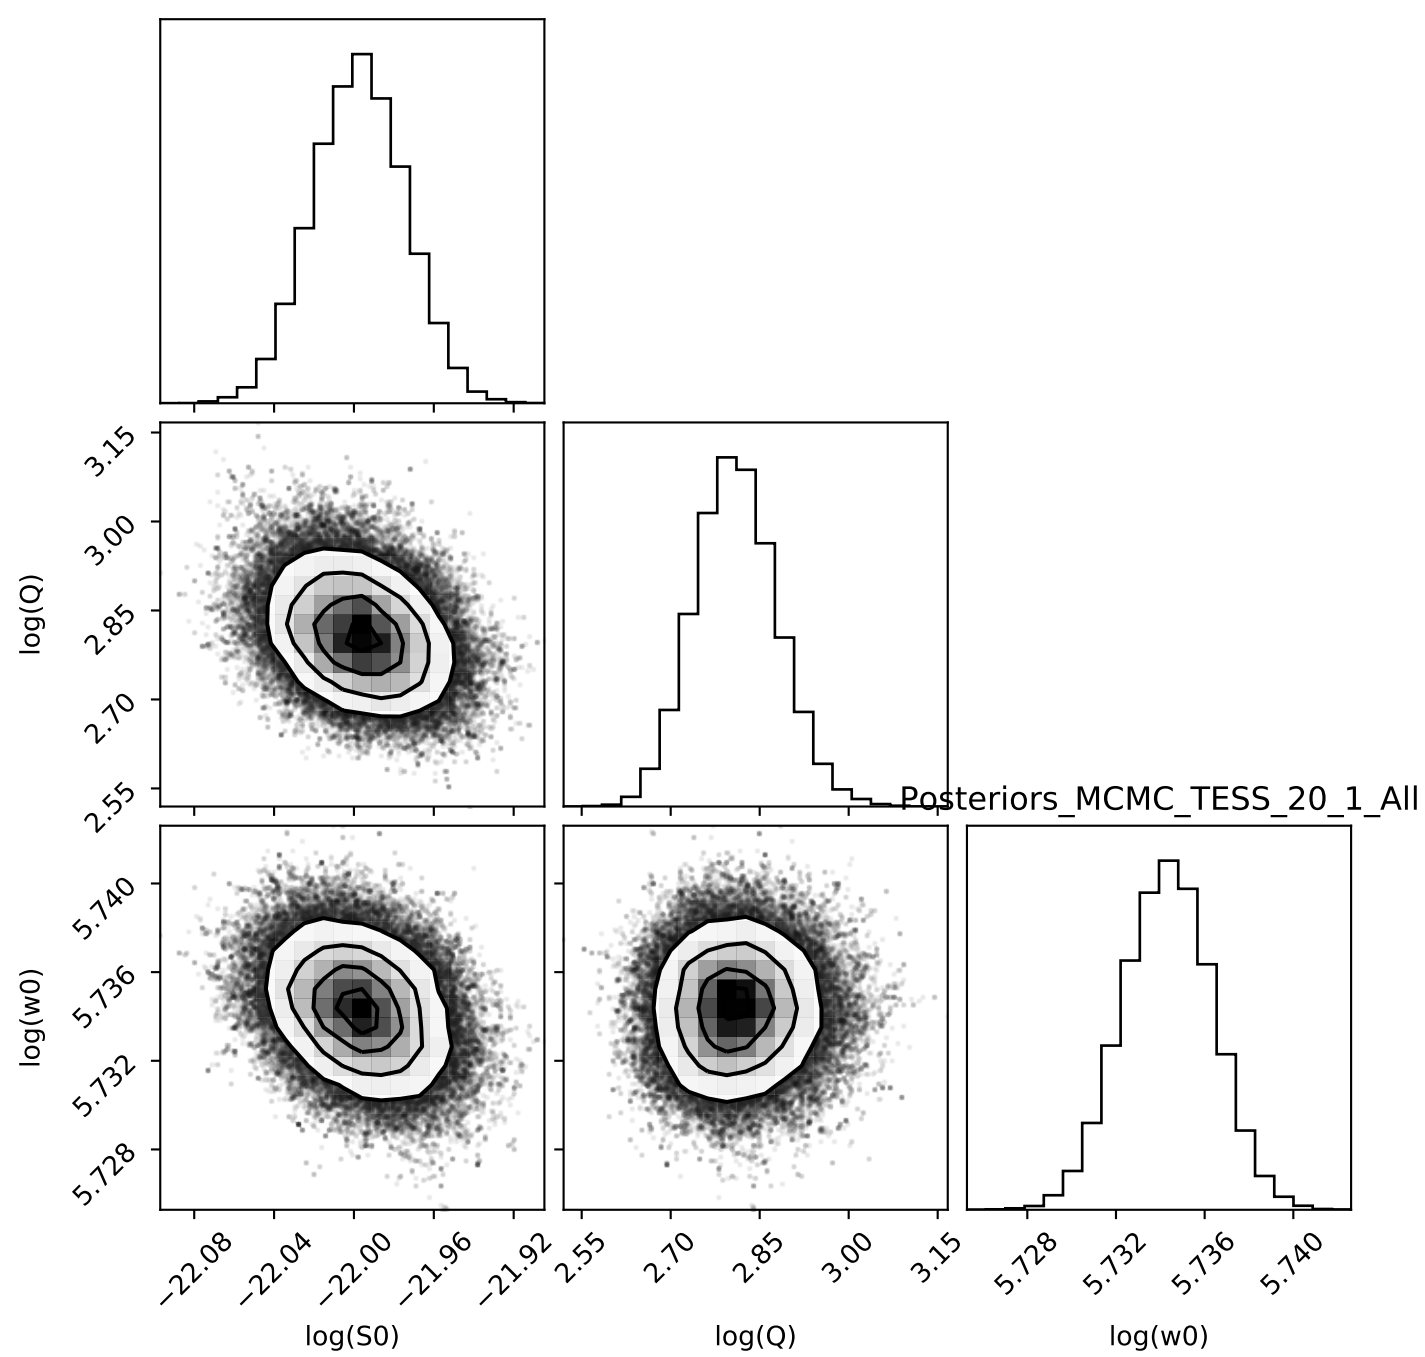 3.15
3.00
2.85
2.70
2.55
log(Q)
Posteriors_MCMC_TESS_20_1_All
5.740
5.736
5.732
5.728
log(w0)
−22.08 −22.04 −22.00 −21.96 −21.92 2.55 2.70 2.85 3.00 3.15 5.728 5.732 5.736 5.740
log(S0) log(Q) log(w0)